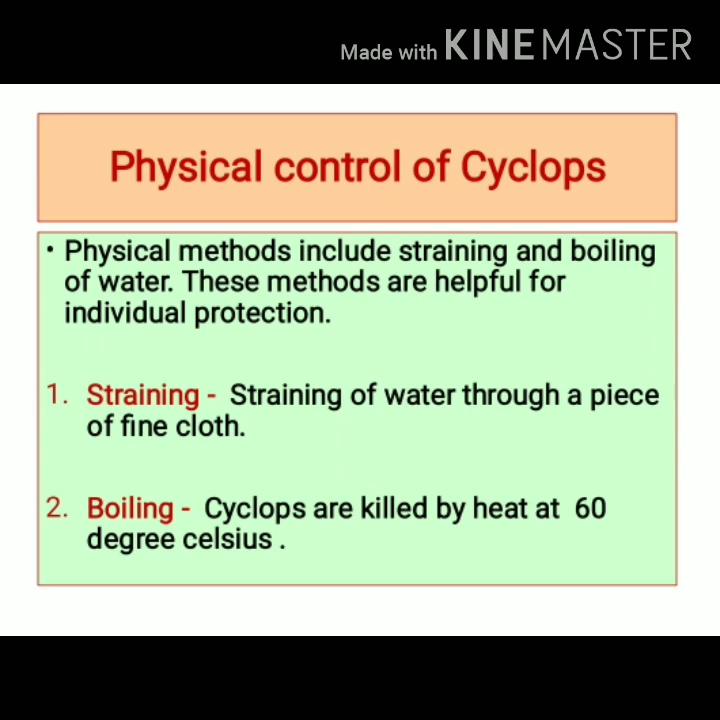 Made with KINEMASTER
Physical control of Cyclops
• Physical methods include straining and boiling
of water. These methods are helpful for
individual protection.
1. Straining - Straining of water through a piece
of fine cloth.
2. Boiling - Cyclops are killed by heat at 60
degree celsius .